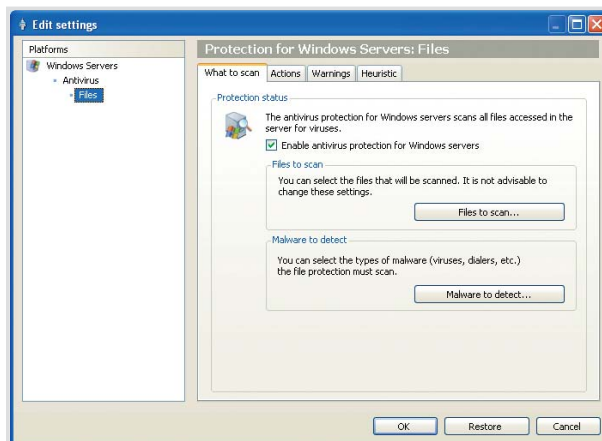 Edit settings
Platforms
Windows Servers
Antivirus
Files
Protection for Windows Servers: Files
What to scan
Actions
Warnings
Heuristic
Protection status
The antivirus protection for Windows servers scans all files accessed in the
server for viruses.
Enable antivirus protection for Windows servers
Files to scan
You can select the files that will be scanned. It is not advisable to
change these settings.
Files to scan...
Malware to detect
You can select the types of malware (viruses, dialers, etc.)
the file protection must scan.
Malware to detect...
OK
Restore
Cancel